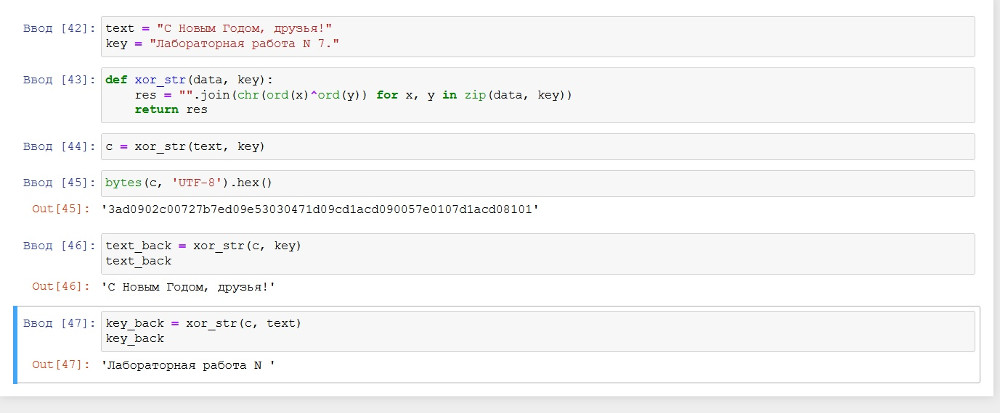 Ввод [42]: text = "С Новым Годом, друзья!"
key = "Лабораторная работа N 7."
Ввод [43]: def xor_str(data, key):
    res = "".join(chr(ord(x)^ord(y)) for x, y in zip(data, key))
    return res
Ввод [44]: c = xor_str(text, key)
Ввод [45]: bytes(c, 'UTF-8').hex()
Out[45]: '3ad0902c00727b7ed09e53030471d09cd1acd090057e0107d1acd08101'
Ввод [46]: text_back = xor_str(c, key)
text_back
Out[46]: 'С Новым Годом, друзья!'
Ввод [47]: key_back = xor_str(c, text)
key_back
Out[47]: 'Лабораторная работа N '